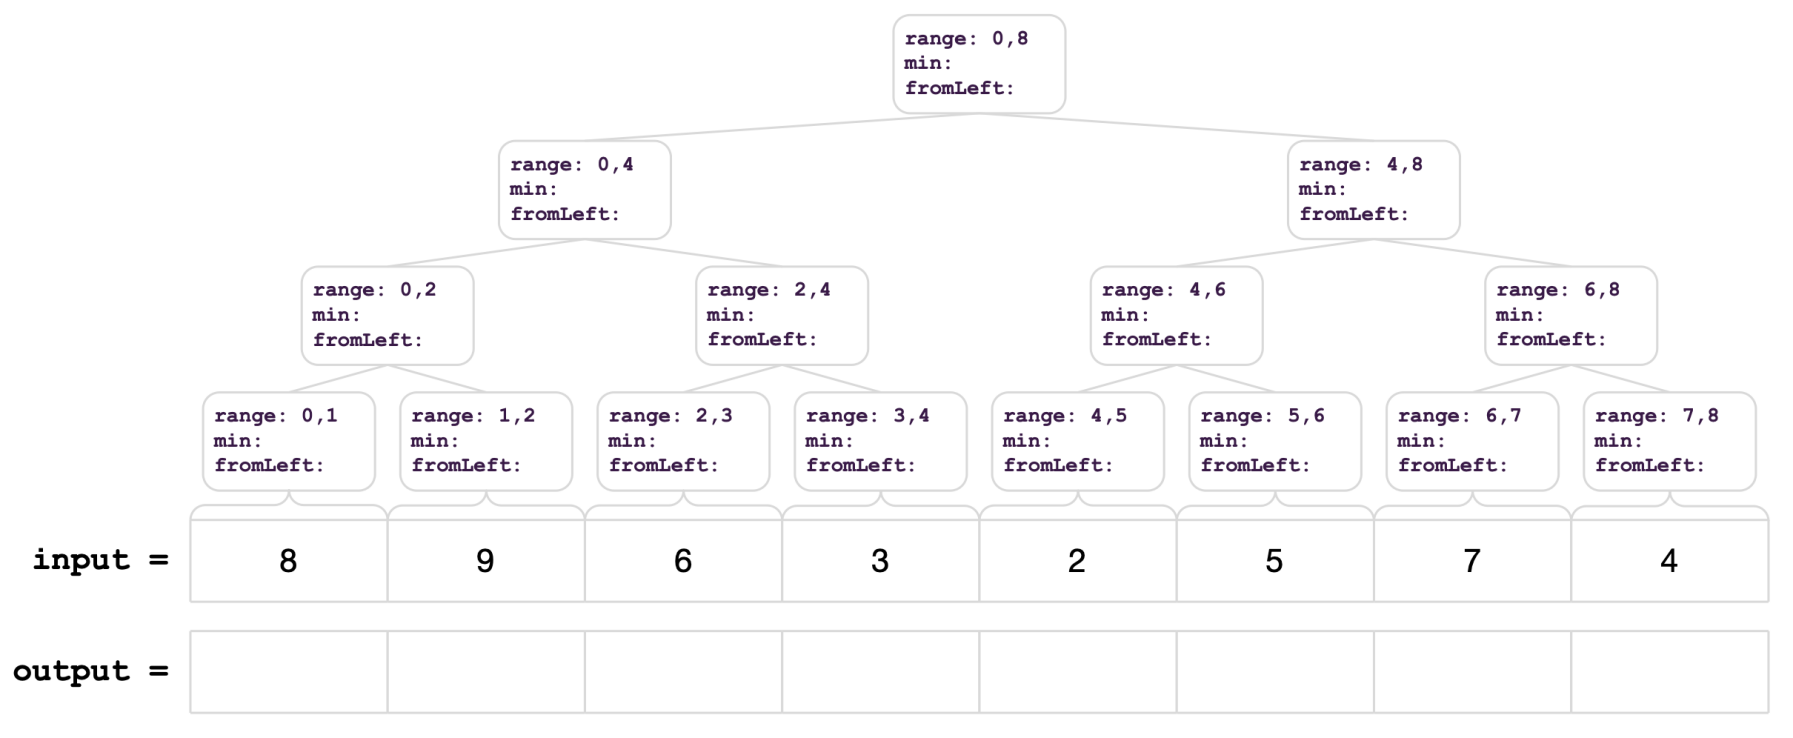 range: 0,8
min:
fromLeft:
range: 0,4
min:
fromLeft:
range: 4,8
min:
fromLeft:
range: 0,2
min:
fromLeft:
range: 2,4
min:
fromLeft:
range: 4,6
min:
fromLeft:
range: 6,8
min:
fromLeft:
range: 0,1
min:
fromLeft:
range: 1,2
min:
fromLeft:
range: 2,3
min:
fromLeft:
range: 3,4
min:
fromLeft:
range: 4,5
min:
fromLeft:
range: 5,6
min:
fromLeft:
range: 6,7
min:
fromLeft:
range: 7,8
min:
fromLeft:
input = 8 9 6 3 2 5 7 4
output =